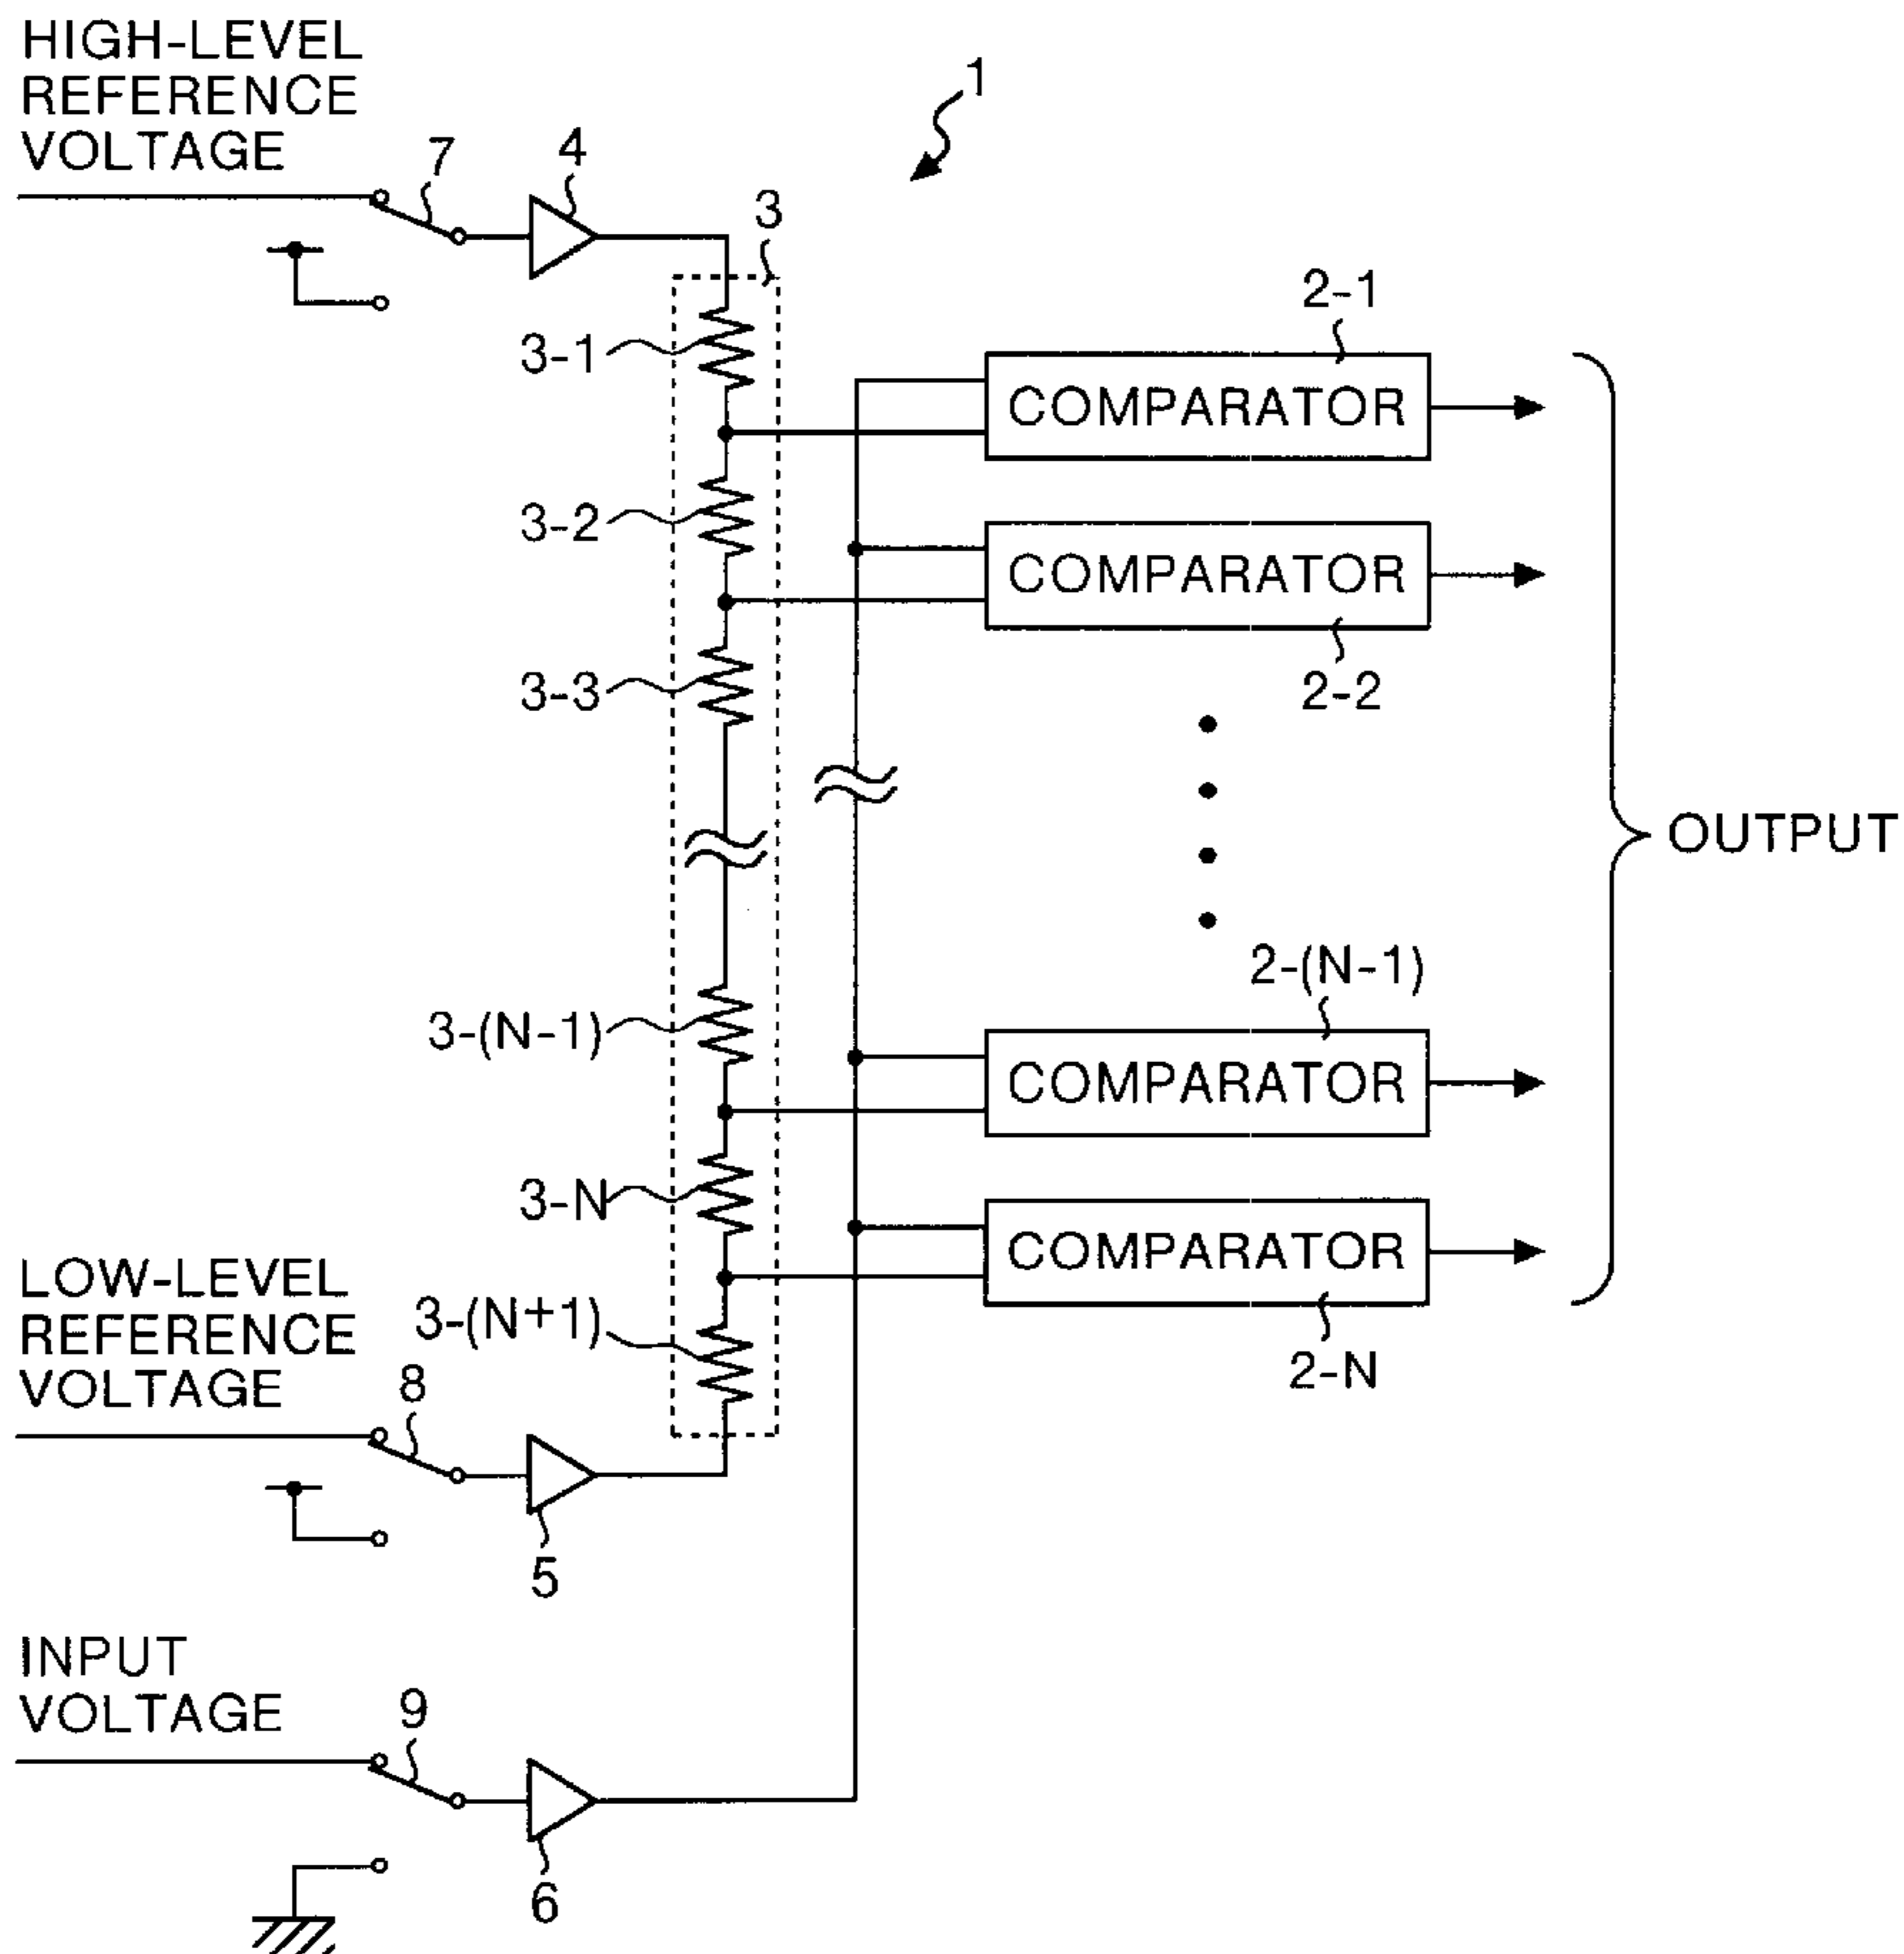 HIGH-LEVEL
REFERENCE
VOLTAGE
7
4
1
3
3-1
2-1
COMPARATOR
3-2
COMPARATOR
2-2
3-3
OUTPUT
2-(N-1)
3-(N-1)
COMPARATOR
3-N
COMPARATOR
2-N
3-(N+1)
LOW-LEVEL
REFERENCE
VOLTAGE
8
5
INPUT
VOLTAGE
9
6